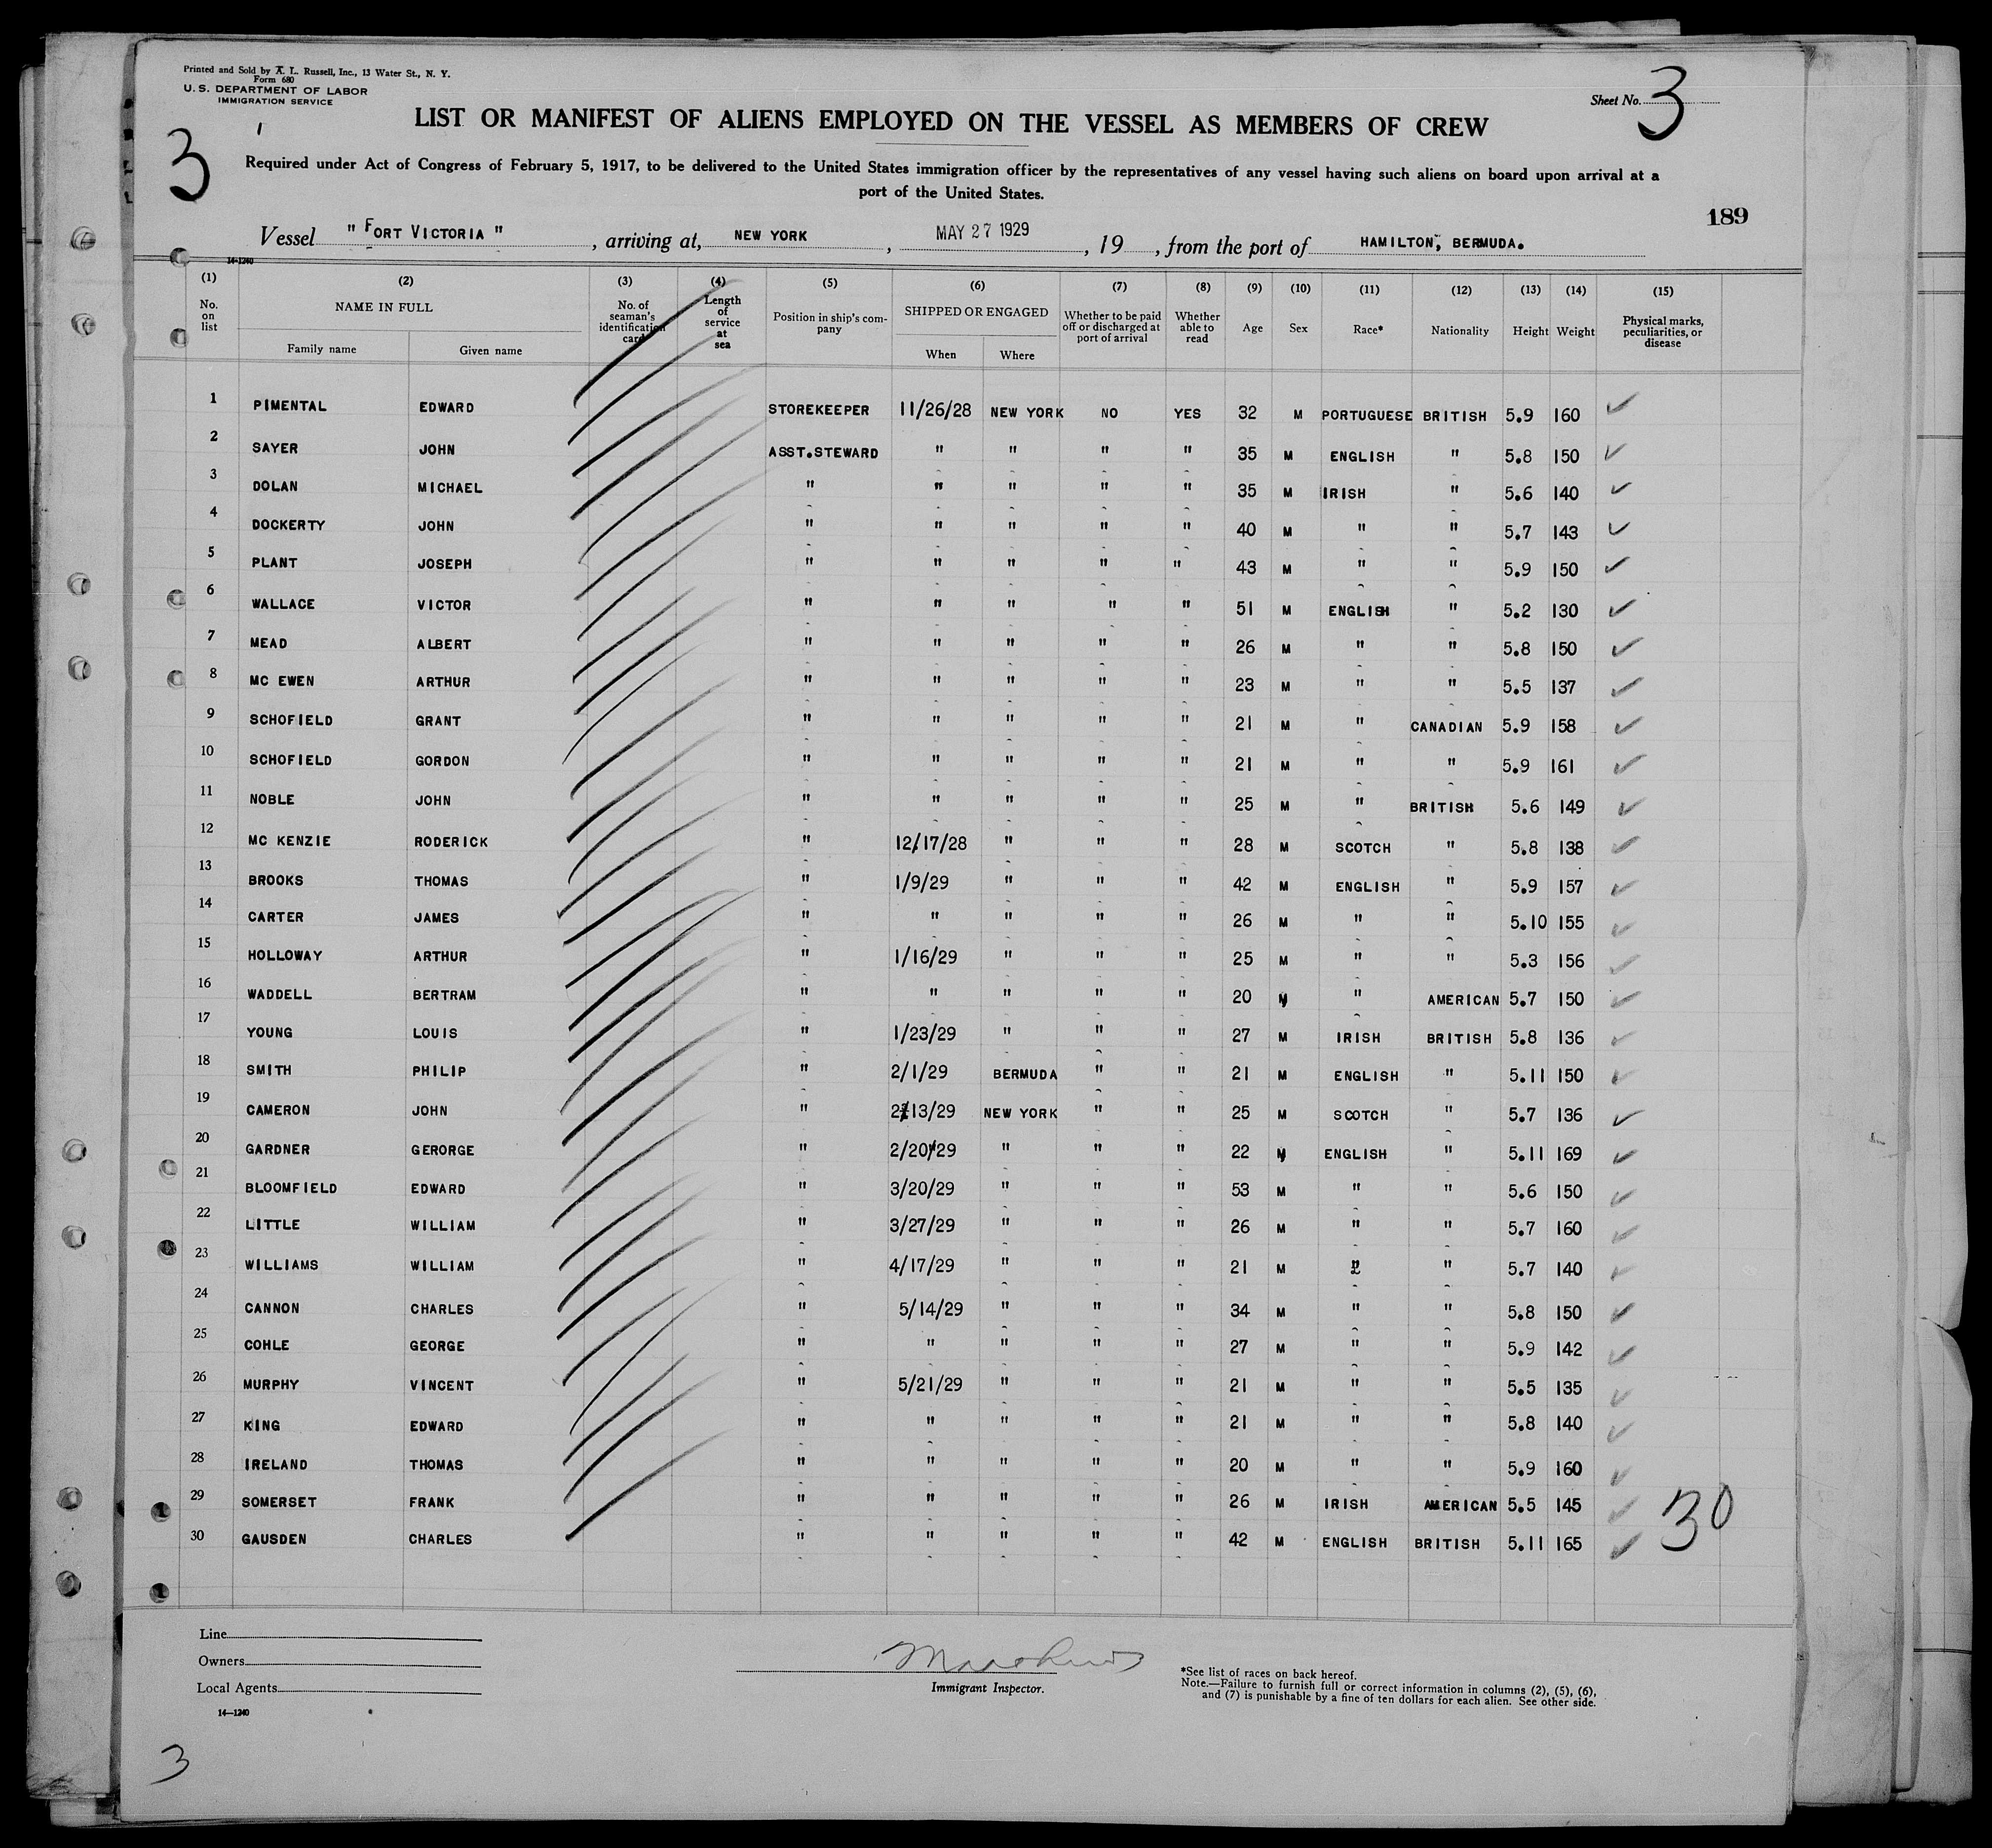 Printed and Sold by A. L. Russell, Inc., 13 Water St., N. Y.
Form 680
U. S. DEPARTMENT OF LABOR
IMMIGRATION SERVICE
Sheet No. 3
3
LIST OR MANIFEST OF ALIENS EMPLOYED ON THE VESSEL AS MEMBERS OF CREW
Required under Act of Congress of February 5, 1917, to be delivered to the United States immigration officer by the representatives of any vessel having such aliens on board upon arrival at a
port of the United States.
189
Vessel " FORT VICTORIA " , arriving at, NEW YORK , MAY 27 1929 , 19 , from the port of HAMILTON, BERMUDA.
14-1240
(1) (2) (3) (4) (5) (6) (7) (8) (9) (10) (11) (12) (13) (14) (15)
No. on list NAME IN FULL Family name Given name No. of seaman's identification card Length of service at sea Position in ship's company SHIPPED OR ENGAGED When Where Whether to be paid off or discharged at port of arrival Whether able to read Age Sex Race* Nationality Height Weight Physical marks, peculiarities, or disease
1 PIMENTAL EDWARD STOREKEEPER 11/26/28 NEW YORK NO YES 32 M PORTUGUESE BRITISH 5.9 160 ✓
2 SAYER JOHN ASST.STEWARD " " " " 35 M ENGLISH " 5.8 150 ✓
3 DOLAN MICHAEL " " " " " 35 M IRISH " 5.6 140 ✓
4 DOCKERTY JOHN " " " " " 40 M " " 5.7 143 ✓
5 PLANT JOSEPH " " " " " 43 M " " 5.9 150 ✓
6 WALLACE VICTOR " " " " " 51 M ENGLISH " 5.2 130 ✓
7 MEAD ALBERT " " " " " 26 M " " 5.8 150 ✓
8 MC EWEN ARTHUR " " " " " 23 M " " 5.5 137 ✓
9 SCHOFIELD GRANT " " " " " 21 M " CANADIAN 5.9 158 ✓
10 SCHOFIELD GORDON " " " " " 21 M " " 5.9 161 ✓
11 NOBLE JOHN " " " " " 25 M " BRITISH 5.6 149 ✓
12 MC KENZIE RODERICK " 12/17/28 " " " 28 M SCOTCH " 5.8 138 ✓
13 BROOKS THOMAS " 1/9/29 " " " 42 M ENGLISH " 5.9 157 ✓
14 CARTER JAMES " " " " " 26 M " " 5.10 155 ✓
15 HOLLOWAY ARTHUR " 1/16/29 " " " 25 M " " 5.3 156 ✓
16 WADDELL BERTRAM " " " " " 20 M " AMERICAN 5.7 150 ✓
17 YOUNG LOUIS " 1/23/29 " " " 27 M IRISH BRITISH 5.8 136 ✓
18 SMITH PHILIP " 2/1/29 BERMUDA " " 21 M ENGLISH " 5.11 150 ✓
19 CAMERON JOHN " 2/13/29 NEW YORK " " 25 M SCOTCH " 5.7 136 ✓
20 GARDNER GERORGE " 2/20/29 " " " 22 M ENGLISH " 5.11 169 ✓
21 BLOOMFIELD EDWARD " 3/20/29 " " " 53 M " " 5.6 150 ✓
22 LITTLE WILLIAM " 3/27/29 " " " 26 M " " 5.7 160 ✓
23 WILLIAMS WILLIAM " 4/17/29 " " " 21 M " " 5.7 140 ✓
24 CANNON CHARLES " 5/14/29 " " " 34 M " " 5.8 150 ✓
25 COHLE GEORGE " " " " " 27 M " " 5.9 142 ✓
26 MURPHY VINCENT " 5/21/29 " " " 21 M " " 5.5 135 ✓
27 KING EDWARD " " " " " 21 M " " 5.8 140 ✓
28 IRELAND THOMAS " " " " " 20 M " " 5.9 160 ✓
29 SOMERSET FRANK " " " " " 26 M IRISH AMERICAN 5.5 145 ✓
30 GAUSDEN CHARLES " " " " " 42 M ENGLISH BRITISH 5.11 165 ✓
30
Line
Owners
Local Agents
14—1240
Immigrant Inspector.
*See list of races on back hereof.
Note.—Failure to furnish full or correct information in columns (2), (5), (6),
and (7) is punishable by a fine of ten dollars for each alien. See other side.
3